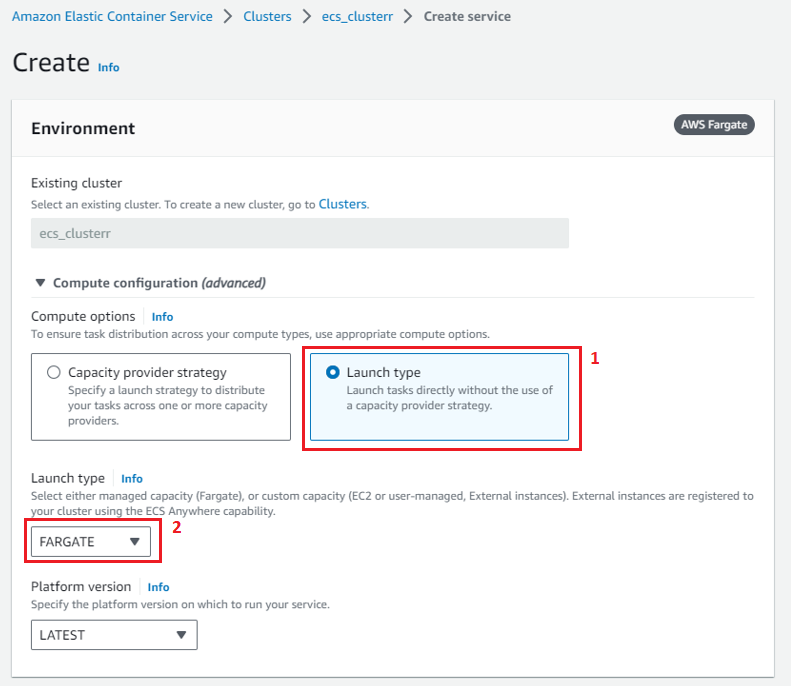 Amazon Elastic Container Service > Clusters > ecs_clusterr > Create service
Create Info
Environment AWS Fargate
Existing cluster
Select an existing cluster. To create a new cluster, go to Clusters.
ecs_clusterr
▼ Compute configuration (advanced)
Compute options Info
To ensure task distribution across your compute types, use appropriate compute options.
Capacity provider strategy
Specify a launch strategy to distribute
your tasks across one or more capacity
providers.
Launch type
Launch tasks directly without the use of
a capacity provider strategy.
1
Launch type Info
Select either managed capacity (Fargate), or custom capacity (EC2 or user-managed, External instances). External instances are registered to
your cluster using the ECS Anywhere capability.
FARGATE
2
Platform version Info
Specify the platform version on which to run your service.
LATEST